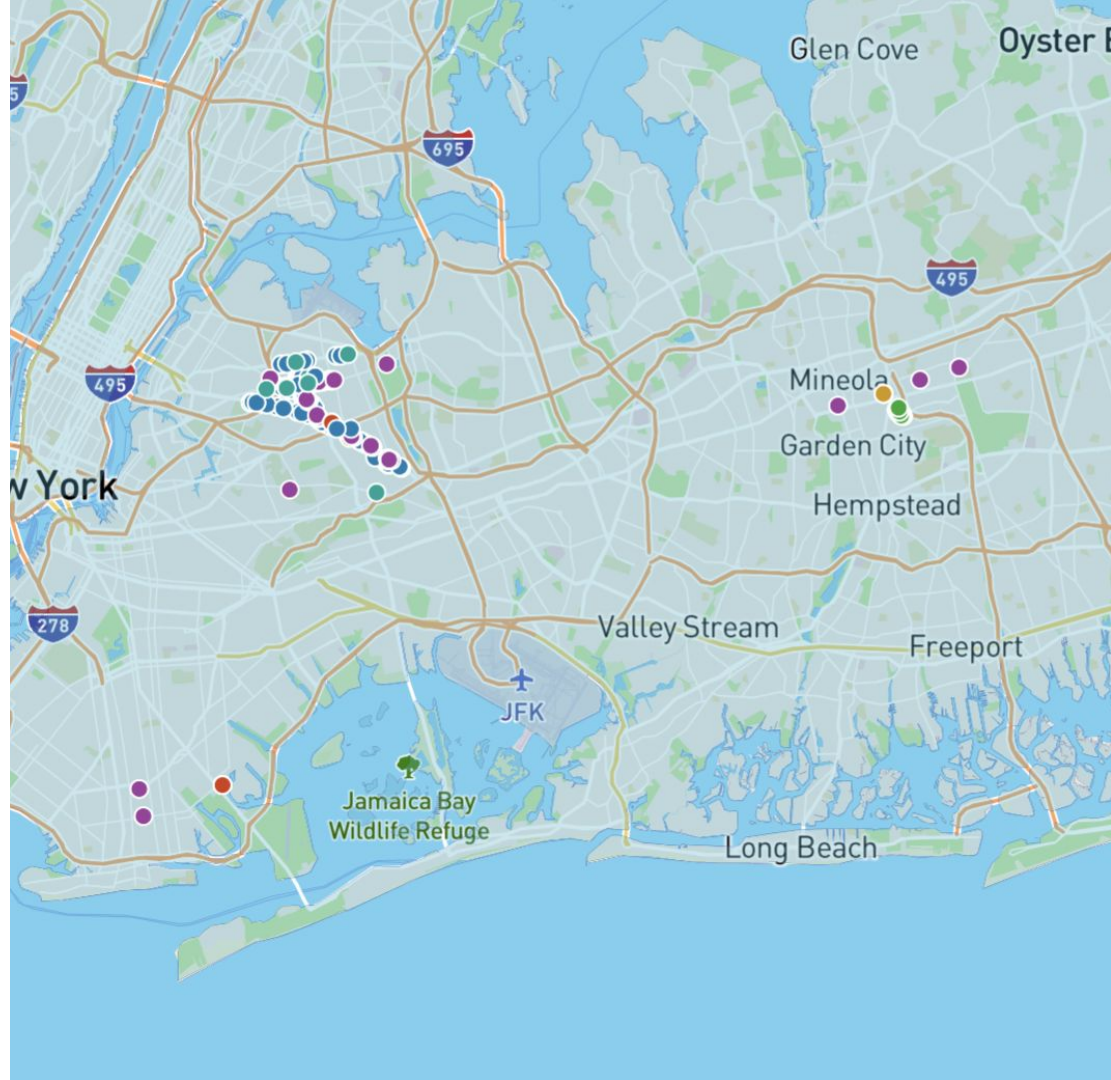 Glen Cove
Oyster
5
695
495
495
Mineola
Garden City
w York
Hempstead
278
Valley Stream
Freeport
JFK
Jamaica Bay
Wildlife Refuge
Long Beach